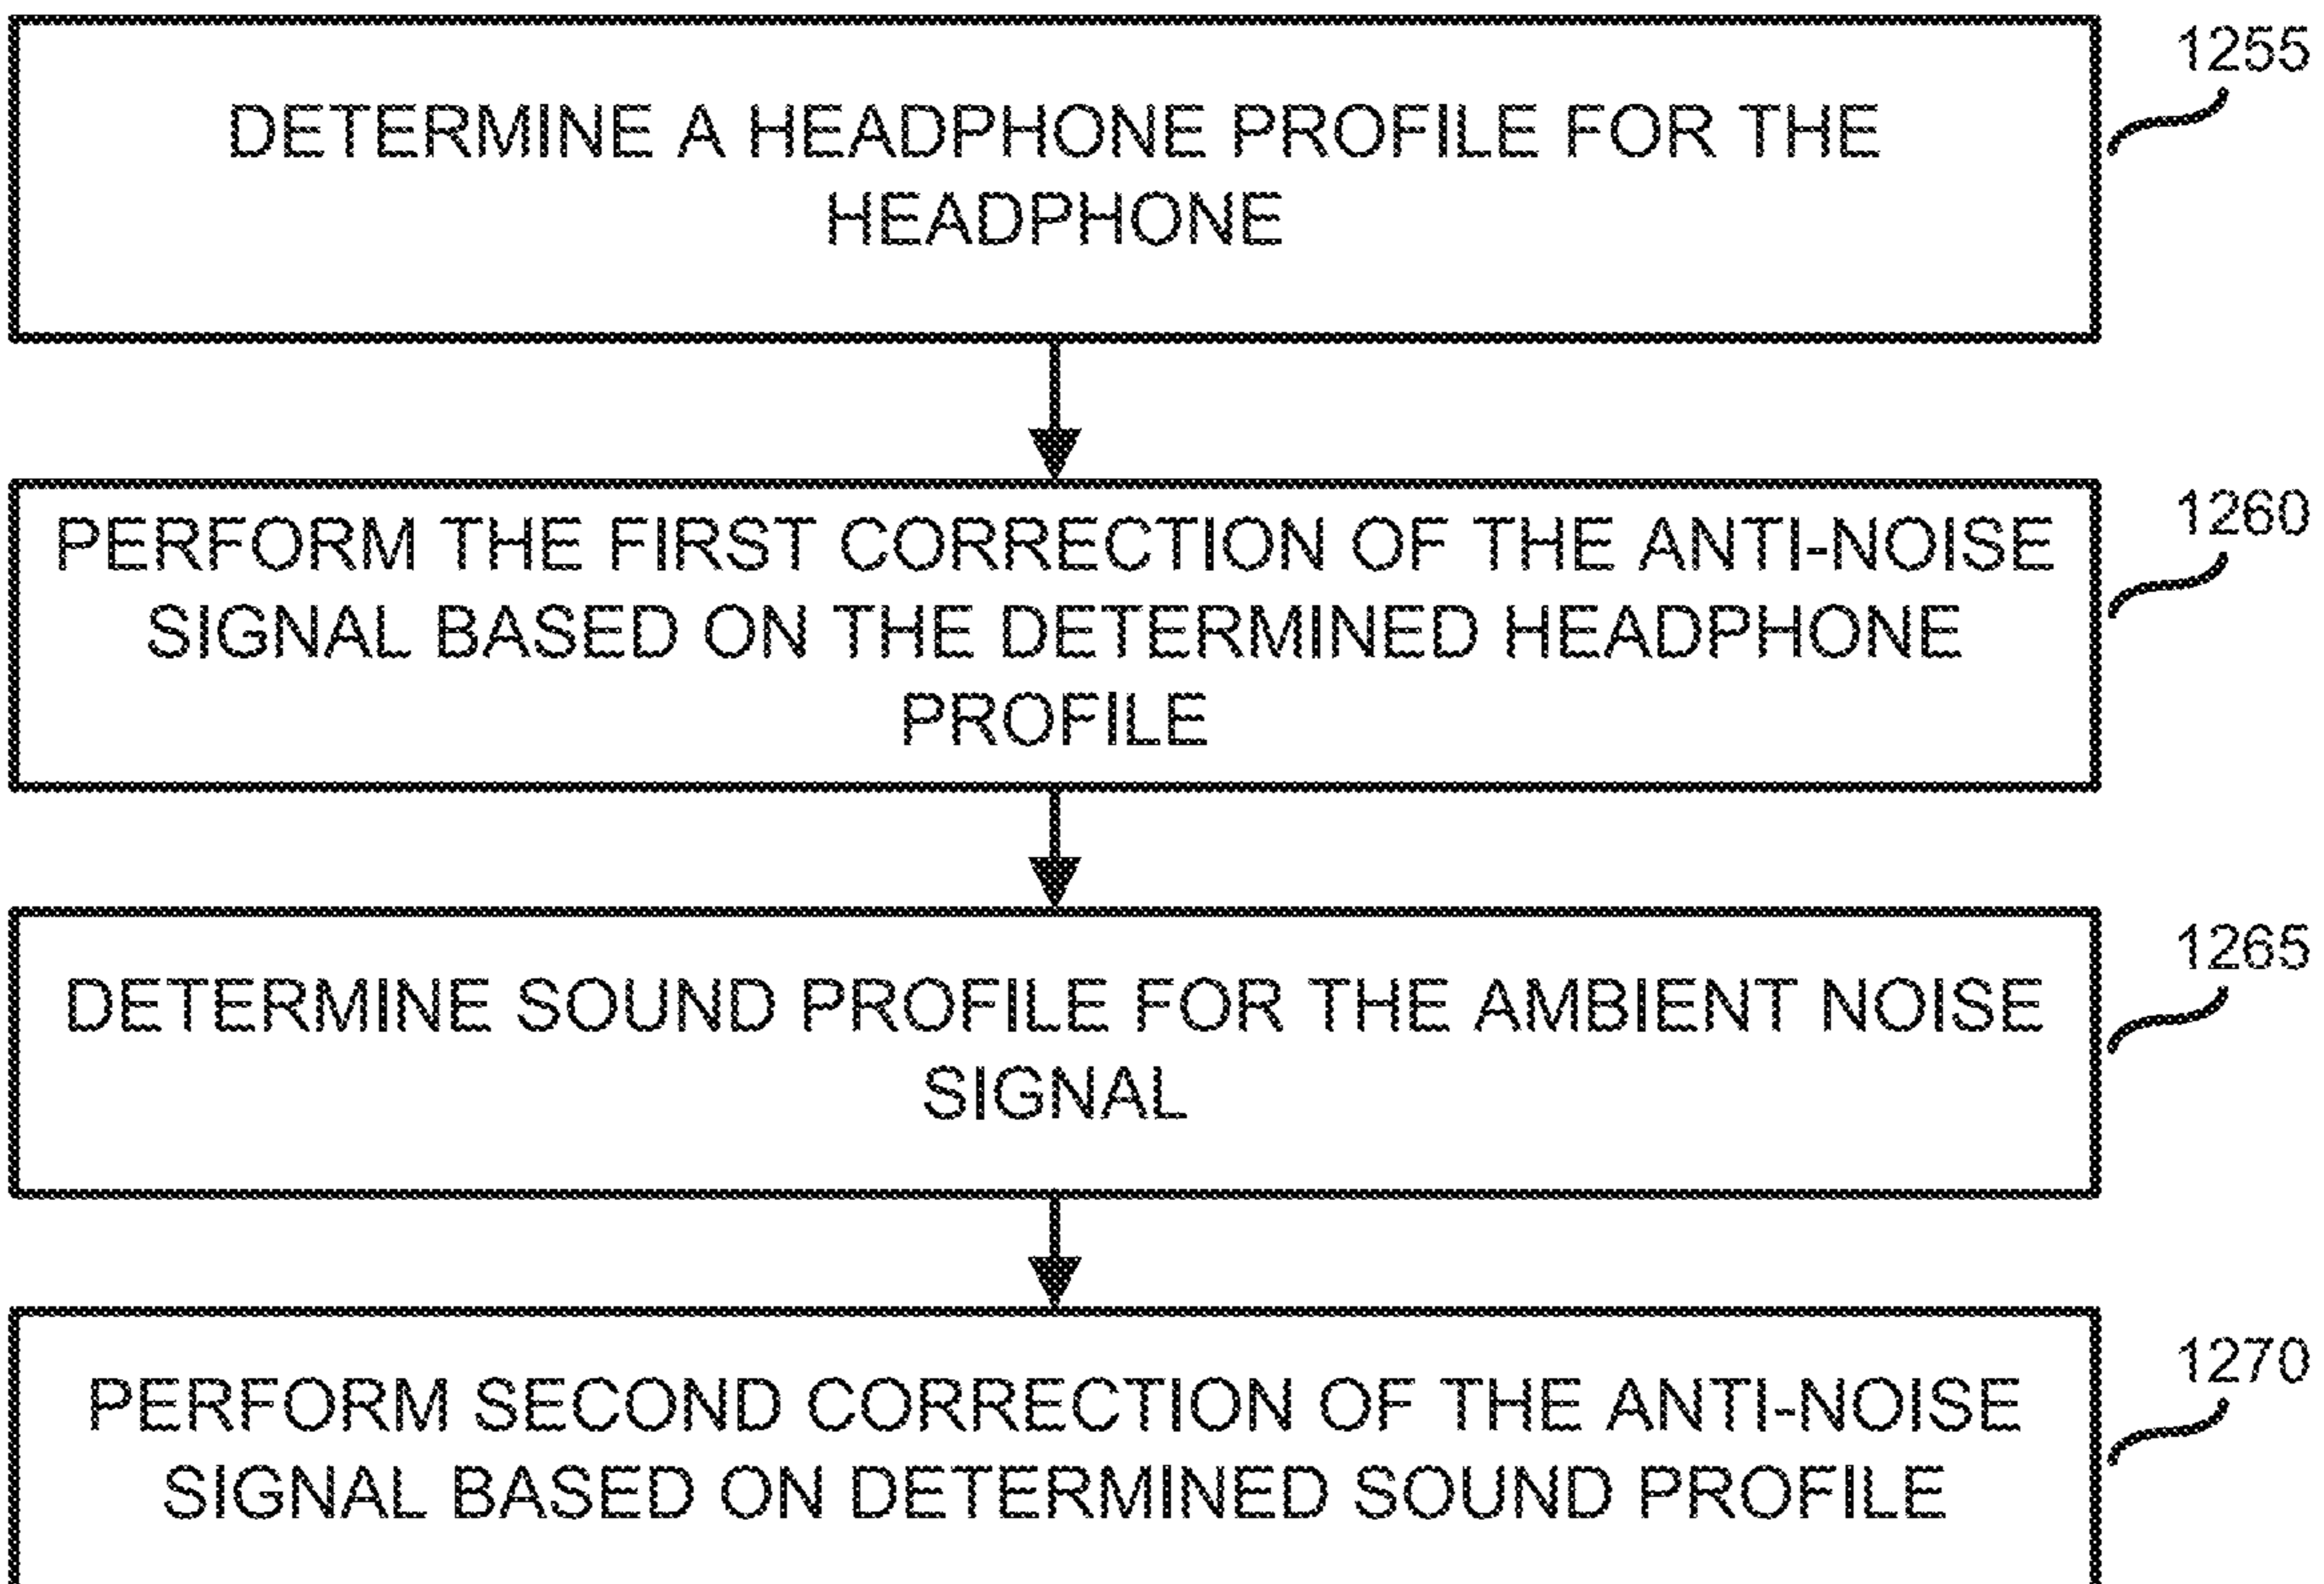 1255
DETERMINE A HEADPHONE PROFILE FOR THE
HEADPHONE
1260
PERFORM THE FIRST CORRECTION OF THE ANTI-NOISE
SIGNAL BASED ON THE DETERMINED HEADPHONE
PROFILE
1265
DETERMINE SOUND PROFILE FOR THE AMBIENT NOISE
SIGNAL
1270
PERFORM SECOND CORRECTION OF THE ANTI-NOISE
SIGNAL BASED ON DETERMINED SOUND PROFILE